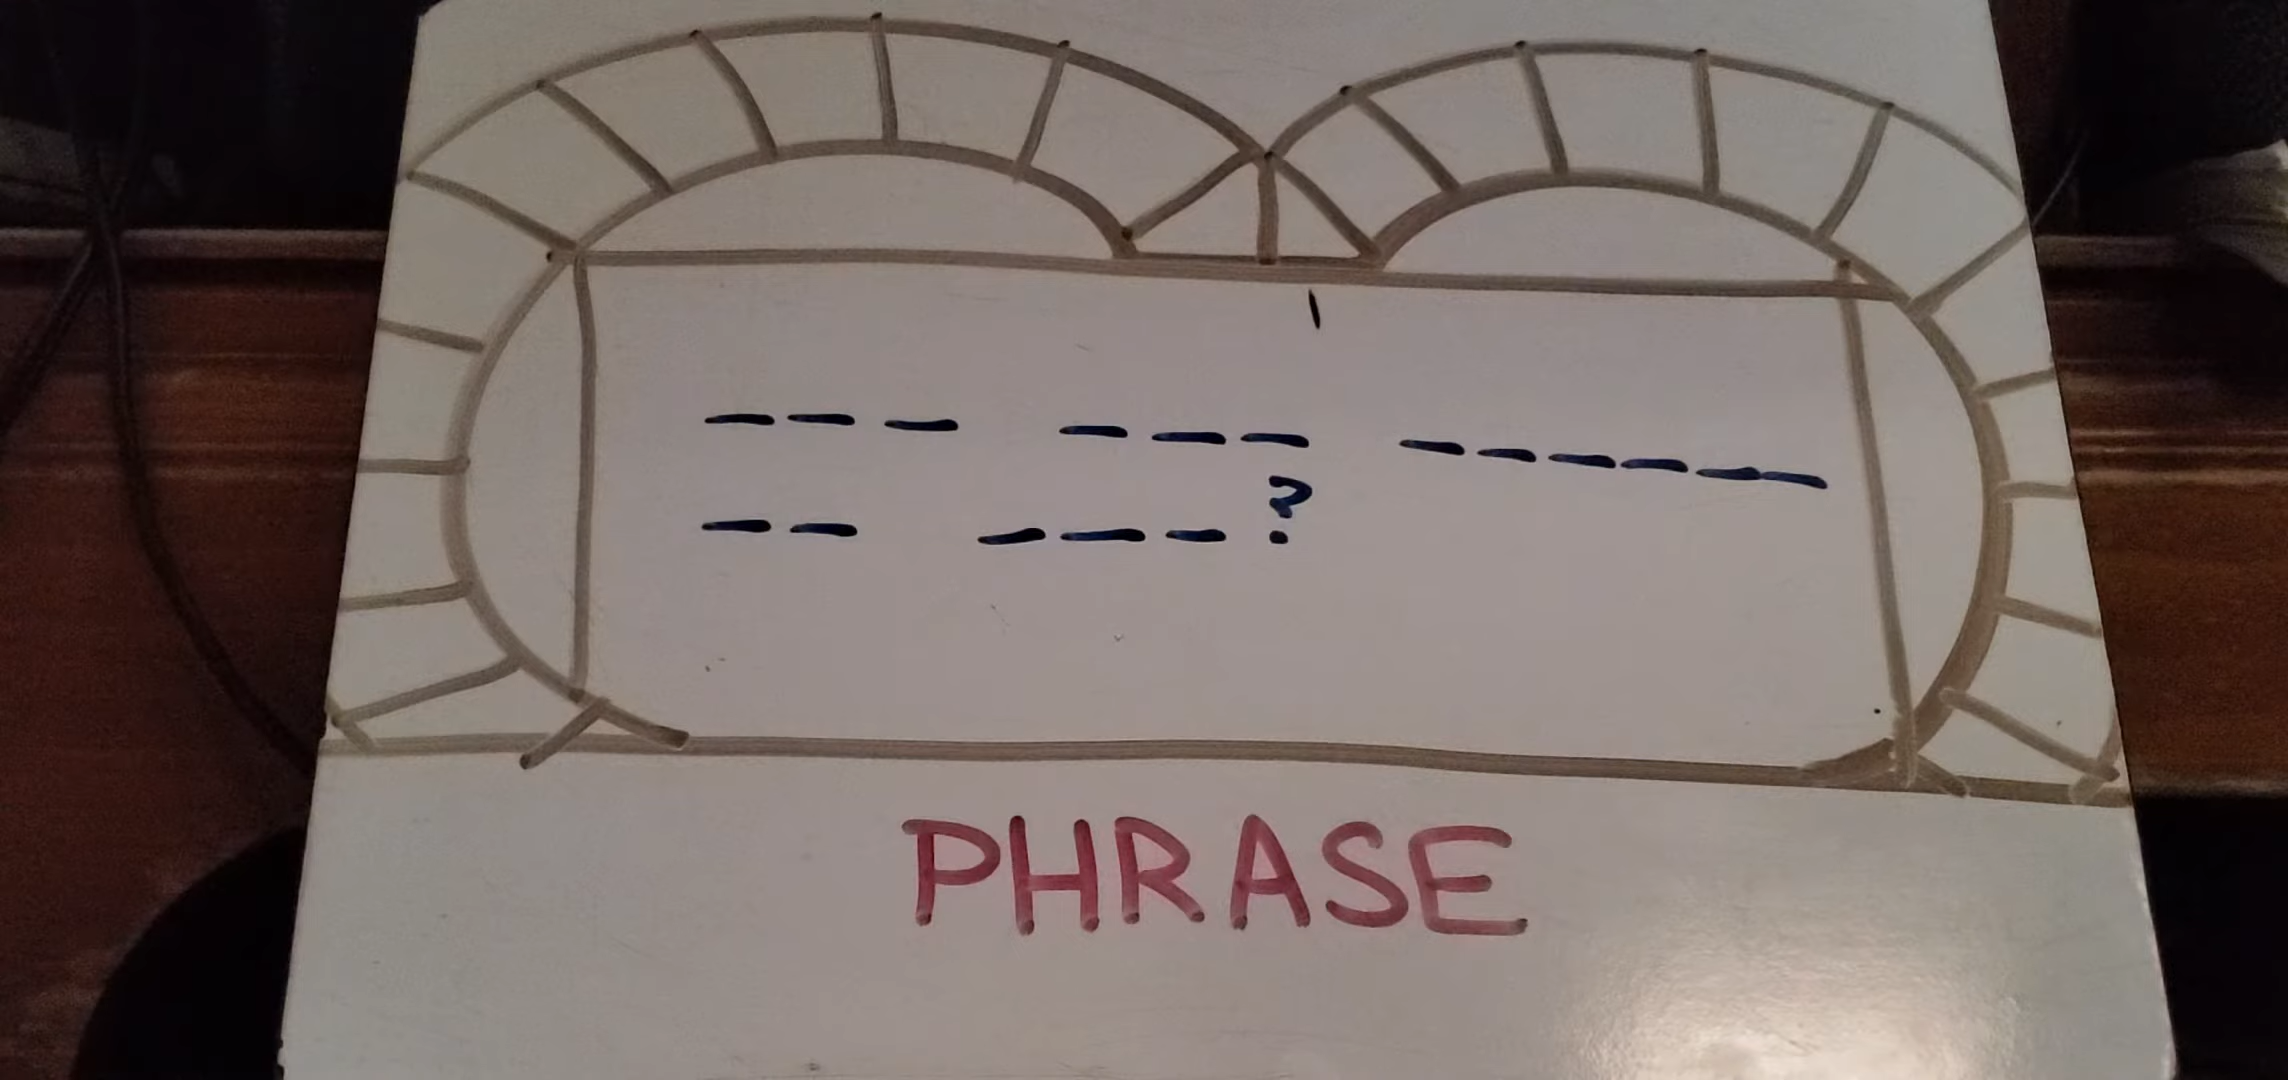 _ _ _ _ _ _ _ _ _ _ _ _
_ _ _ _ _ ?
PHRASE